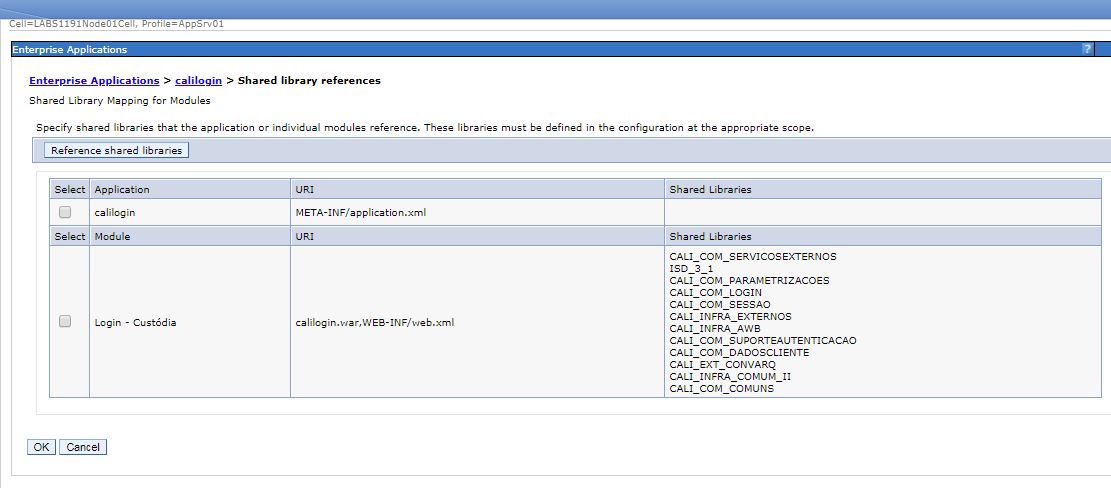 Cell=LABS1191Node01Cell, Profile=AppSrv01
Enterprise Applications ?
Enterprise Applications > calilogin > Shared library references
Shared Library Mapping for Modules
Specify shared libraries that the application or individual modules reference. These libraries must be defined in the configuration at the appropriate scope.
Reference shared libraries
Select Application URI Shared Libraries
calilogin META-INF/application.xml
Select Module URI Shared Libraries
Login - Custódia calilogin.war,WEB-INF/web.xml
CALI_COM_SERVICOSEXTERNOS
ISD_3_1
CALI_COM_PARAMETRIZACOES
CALI_COM_LOGIN
CALI_COM_SESSAO
CALI_INFRA_EXTERNOS
CALI_INFRA_AWB
CALI_COM_SUPORTEAUTENTICACAO
CALI_COM_DADOSCLIENTE
CALI_EXT_CONVARQ
CALI_INFRA_COMUM_II
CALI_COM_COMUNS
OK Cancel